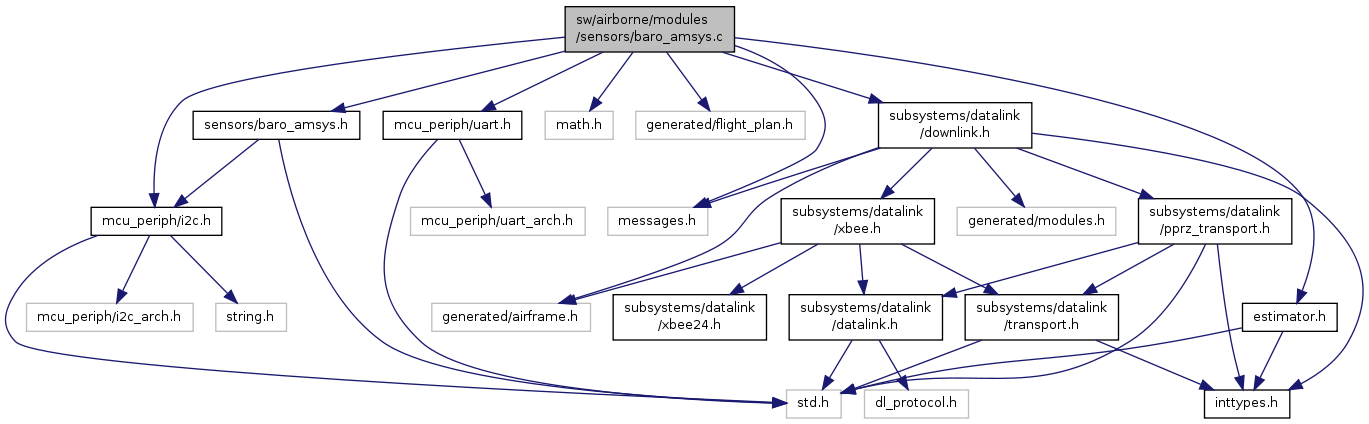 sw/airborne/modules
/sensors/baro_amsys.c
sensors/baro_amsys.h
mcu_periph/uart.h
math.h
generated/flight_plan.h
subsystems/datalink
/downlink.h
mcu_periph/i2c.h
mcu_periph/uart_arch.h
messages.h
subsystems/datalink
/xbee.h
generated/modules.h
subsystems/datalink
/pprz_transport.h
mcu_periph/i2c_arch.h
string.h
generated/airframe.h
subsystems/datalink
/xbee24.h
subsystems/datalink
/datalink.h
subsystems/datalink
/transport.h
estimator.h
std.h
dl_protocol.h
inttypes.h